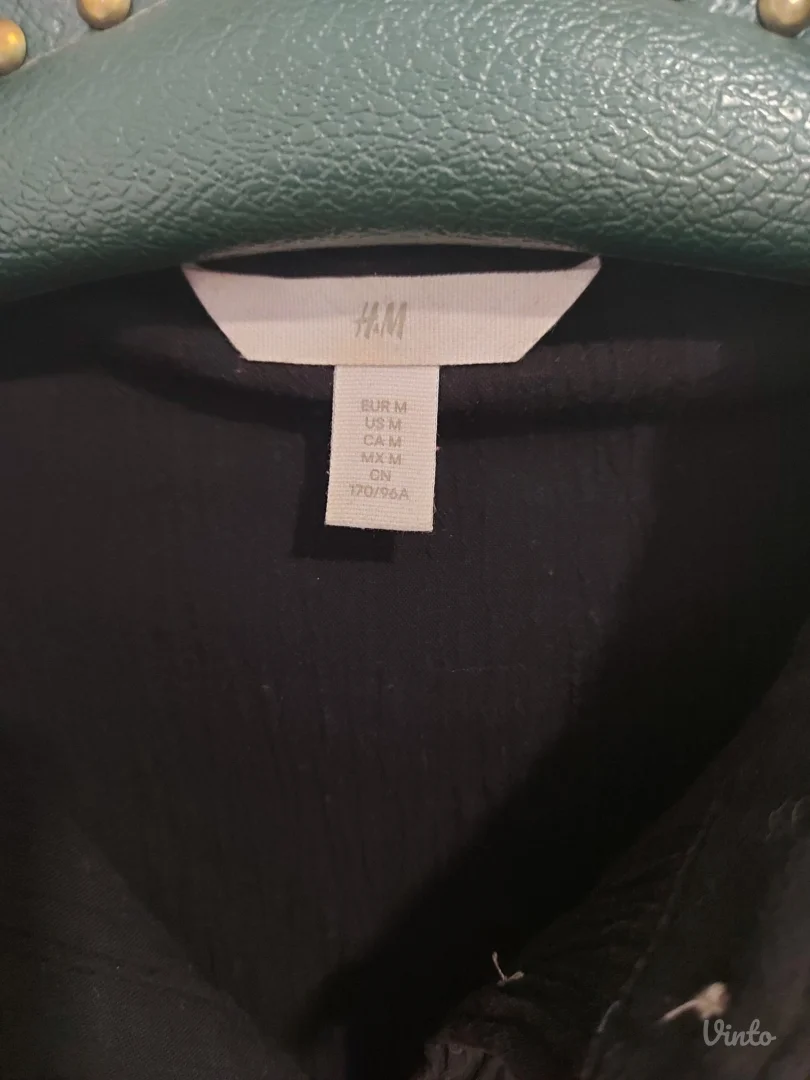 H&M
EUR M
US M
CA M
MX M
CN
170/96A
Vinto